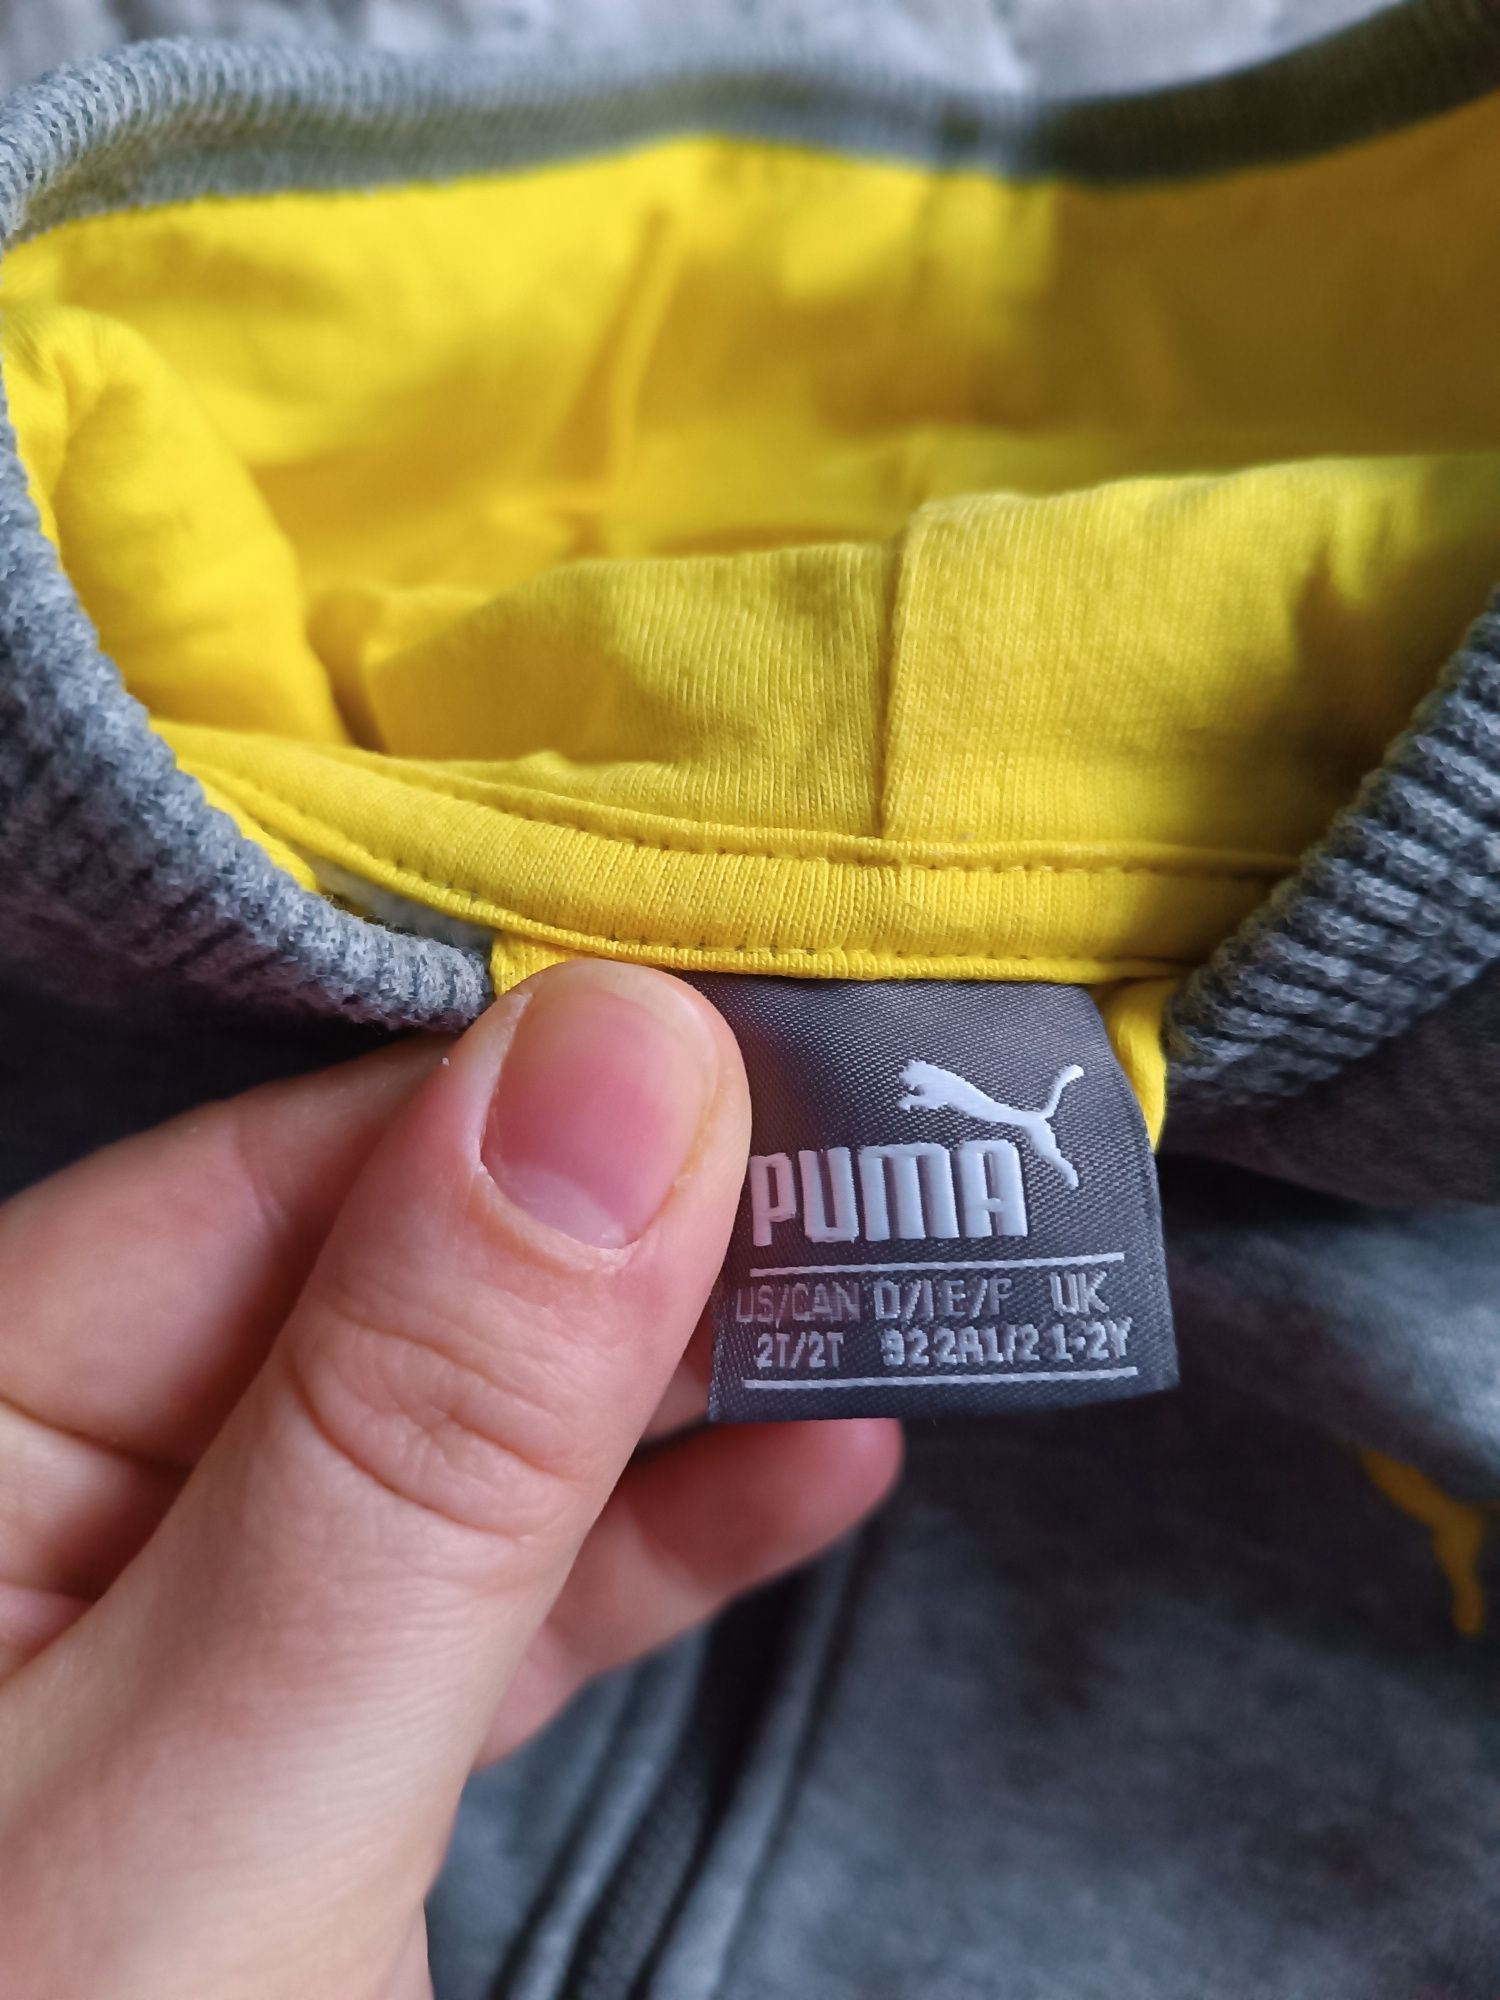 PUMA
US/CAN D/I E/F UK
2T/2T 92 2A1/2 1-2Y